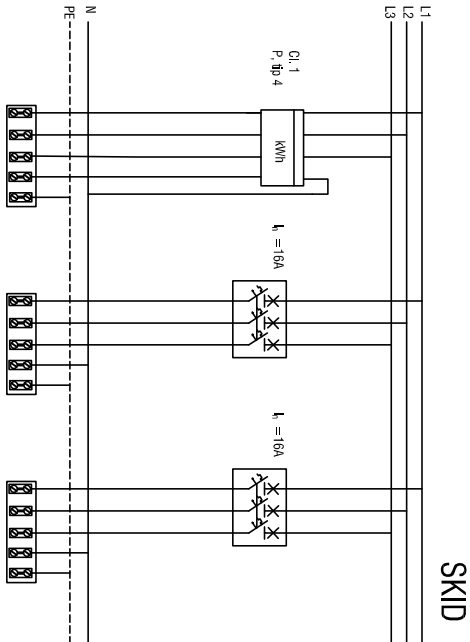 SKID
L1
L2
L3
Cl. 1
P, tip 4
kWh
Iₙ =16A
Iₙ =16A
N
PE